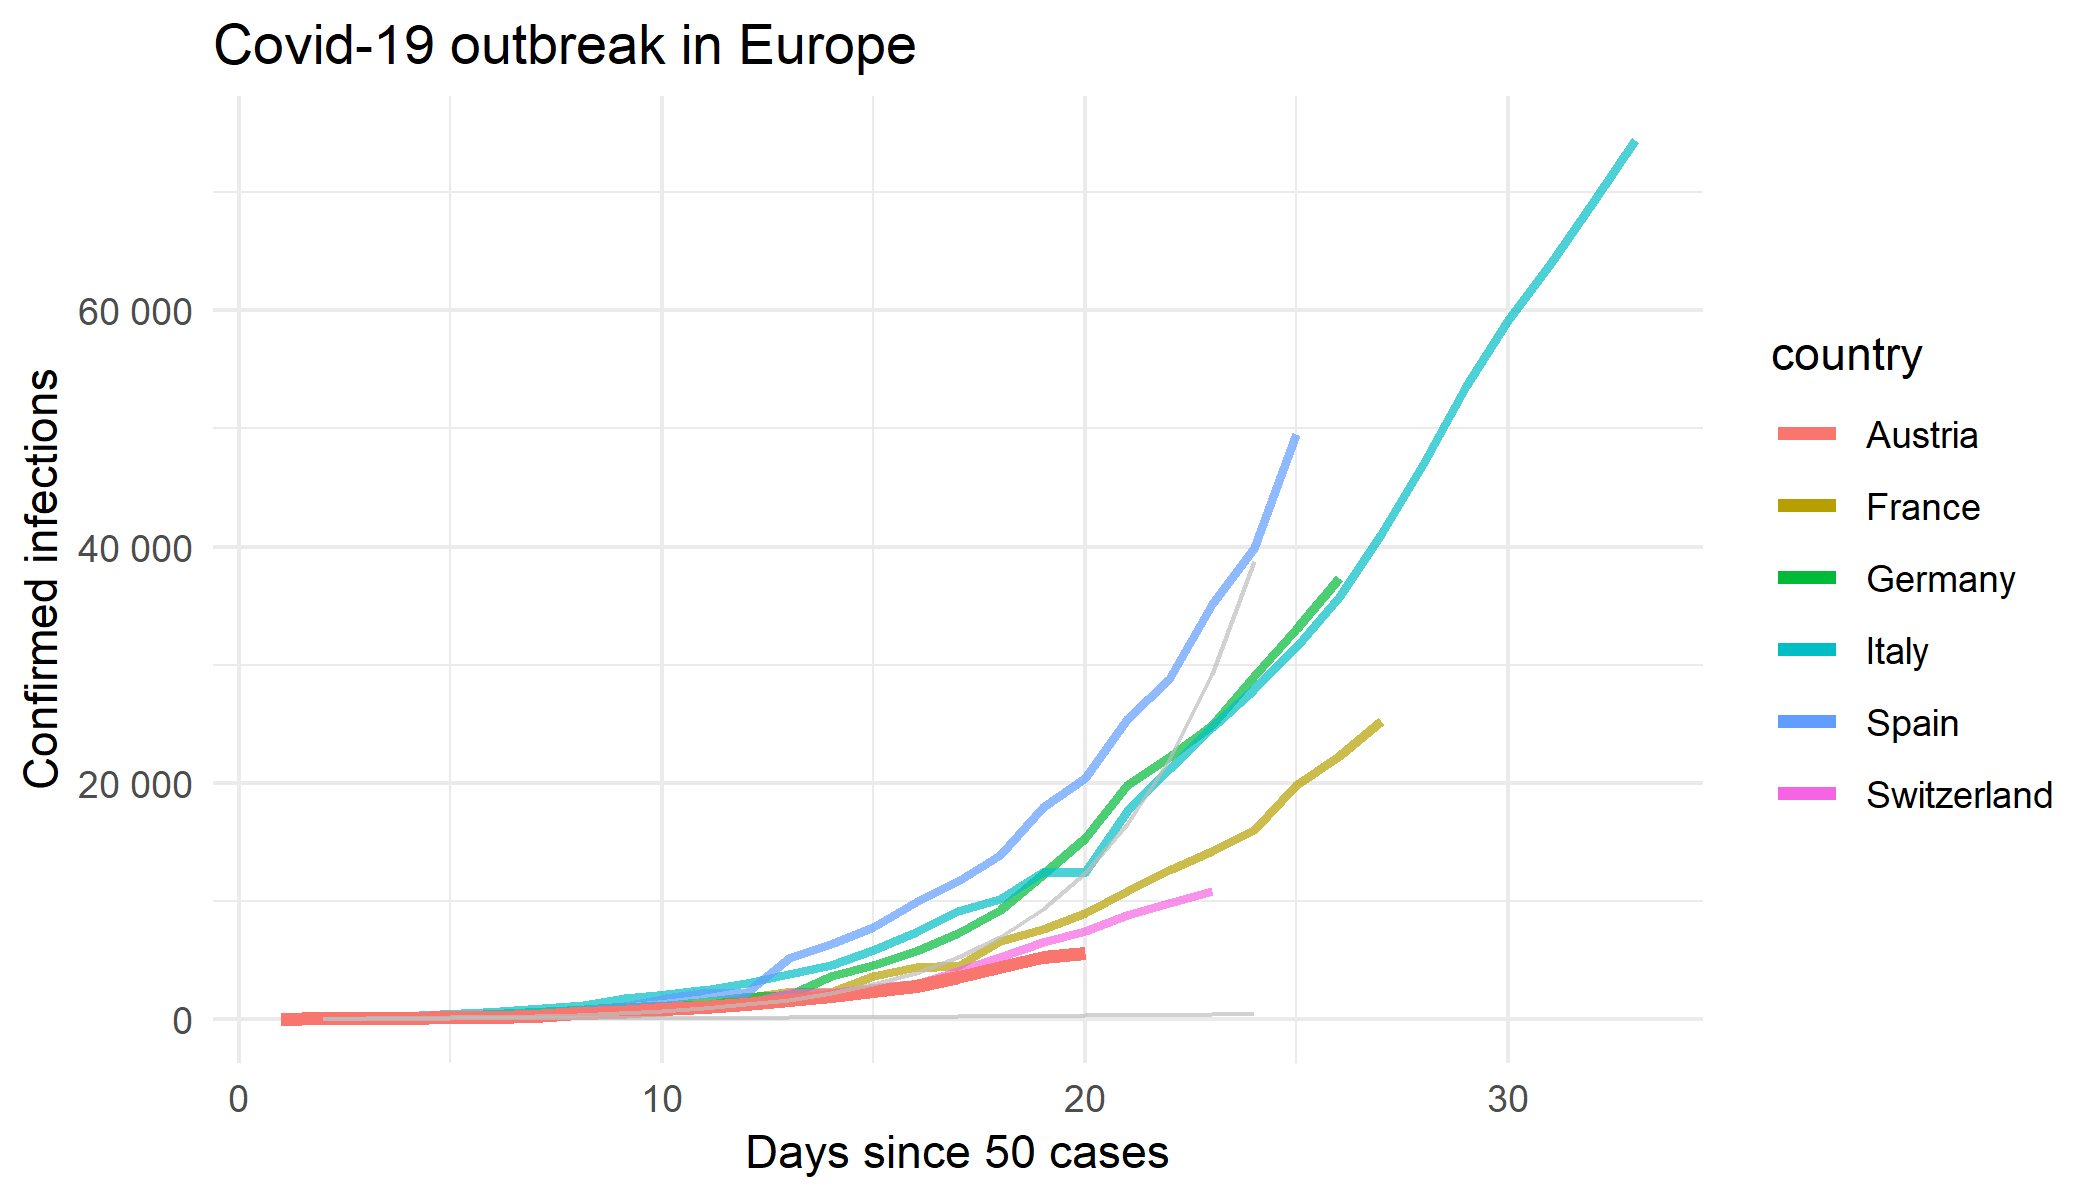 Covid-19 outbreak in Europe
Confirmed infections
60 000
40 000
20 000
0
0 10 20 30
Days since 50 cases
country
Austria
France
Germany
Italy
Spain
Switzerland